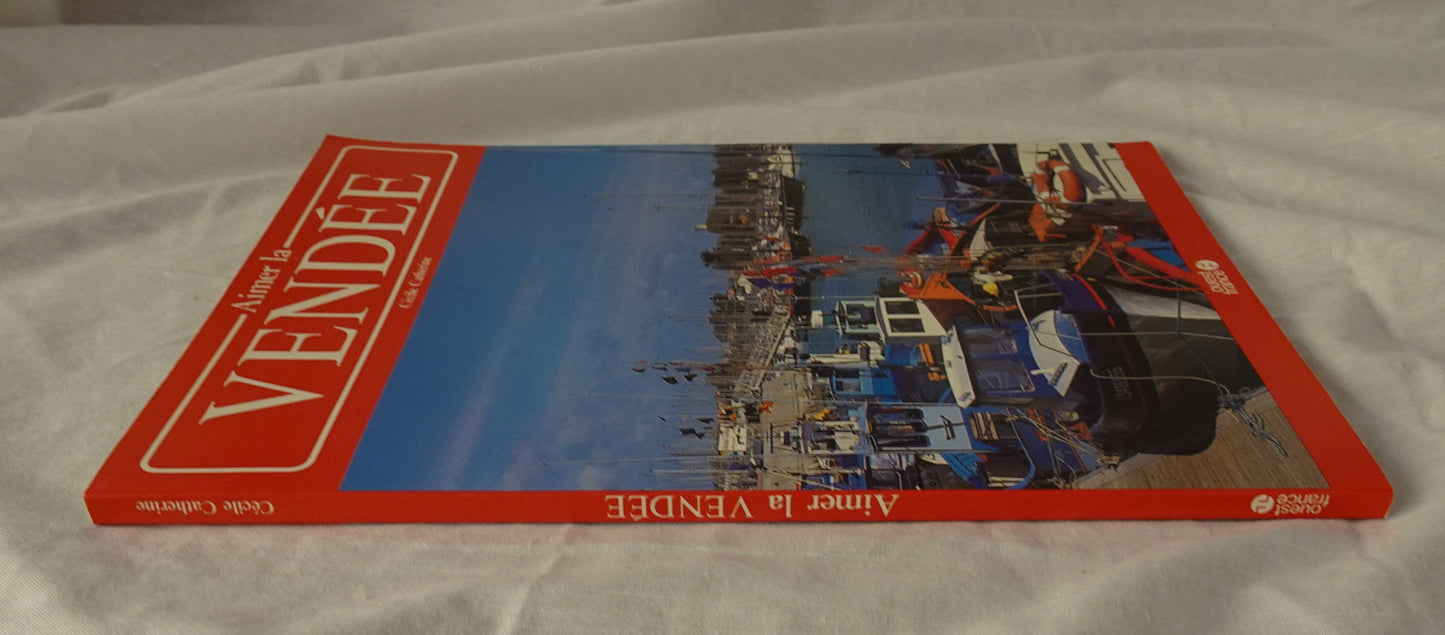 Aimer la
VENDÉE
Cécile Catherine
ouest
france
Cécile Catherine
Aimer la VENDÉE
ouest
france